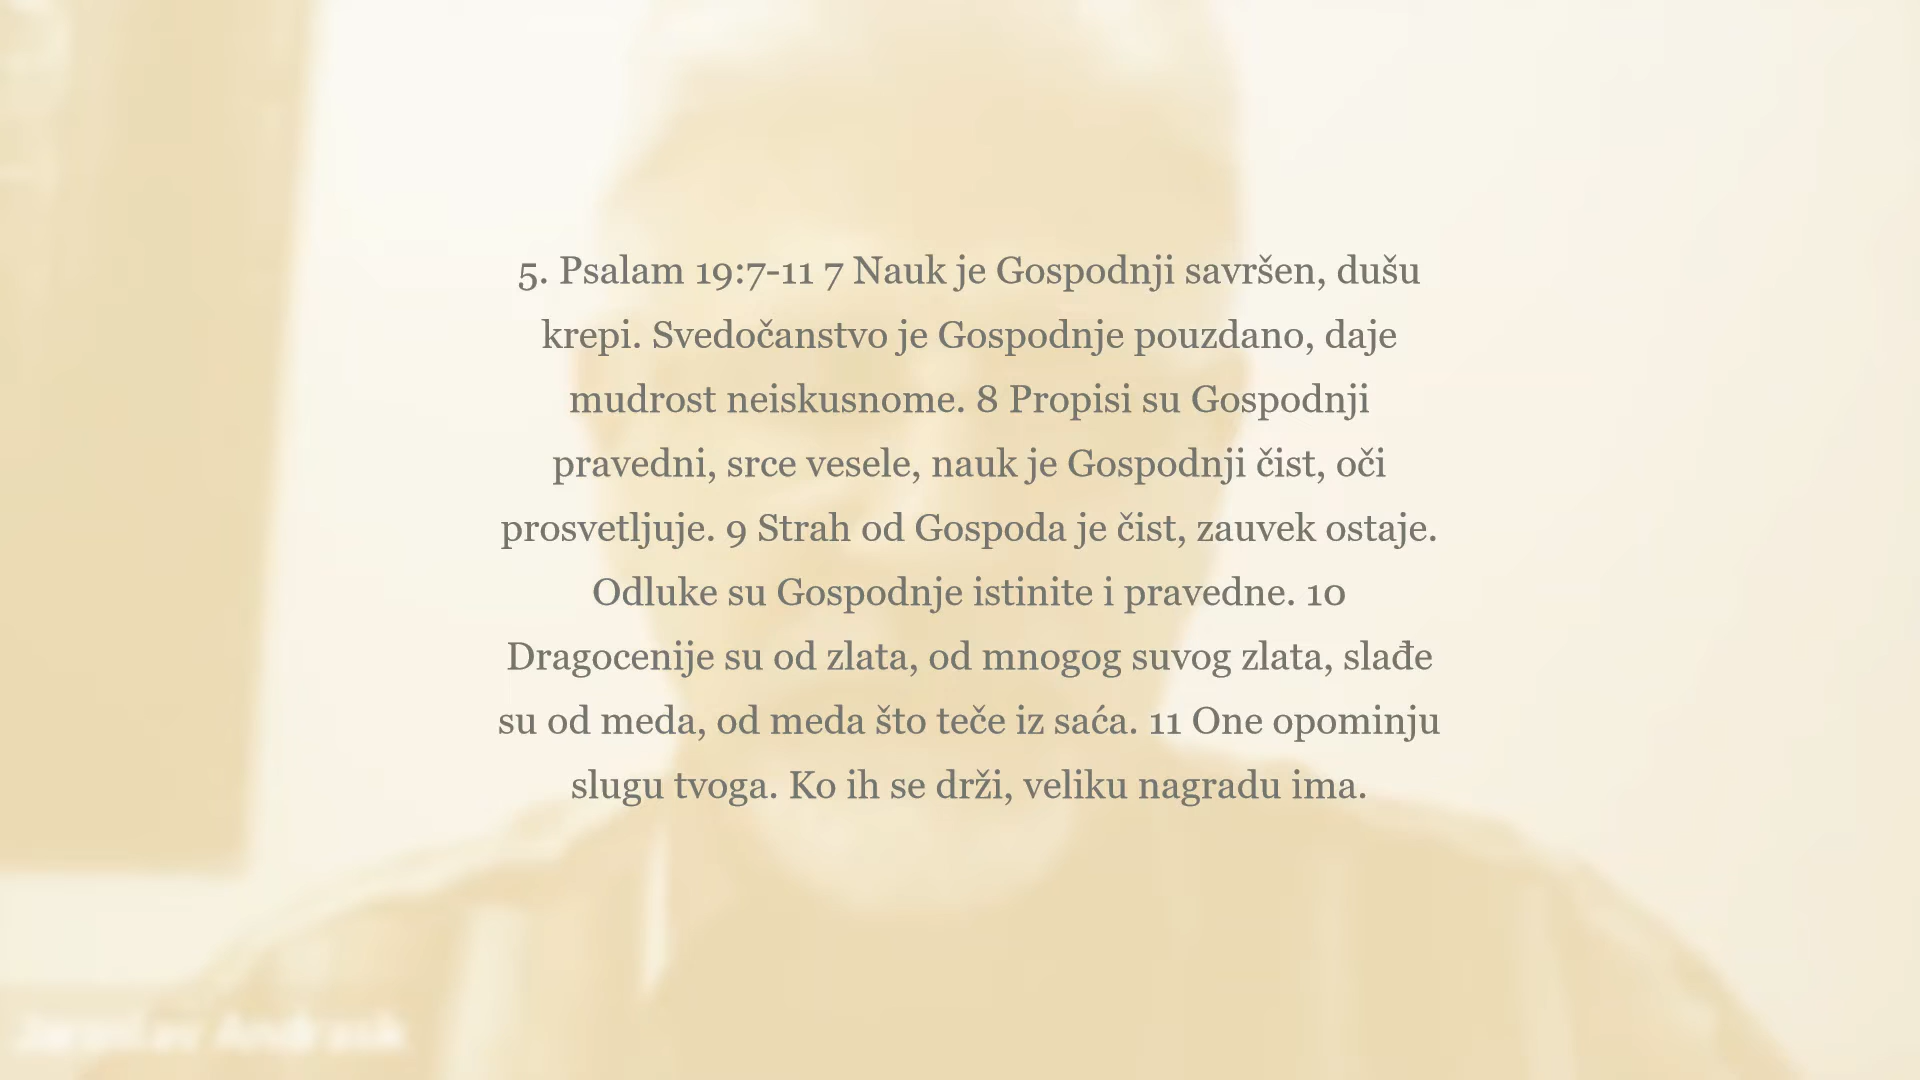 5. Psalam 19:7-11 7 Nauk je Gospodnji savršen, dušu
krepi. Svedočanstvo je Gospodnje pouzdano, daje
mudrost neiskusnome. 8 Propisi su Gospodnji
pravedni, srce vesele, nauk je Gospodnji čist, oči
prosvetljuje. 9 Strah od Gospoda je čist, zauvek ostaje.
Odluke su Gospodnje istinite i pravedne. 10
Dragocenije su od zlata, od mnogog suvog zlata, slađe
su od meda, od meda što teče iz saća. 11 One opominju
slugu tvoga. Ko ih se drži, veliku nagradu ima.